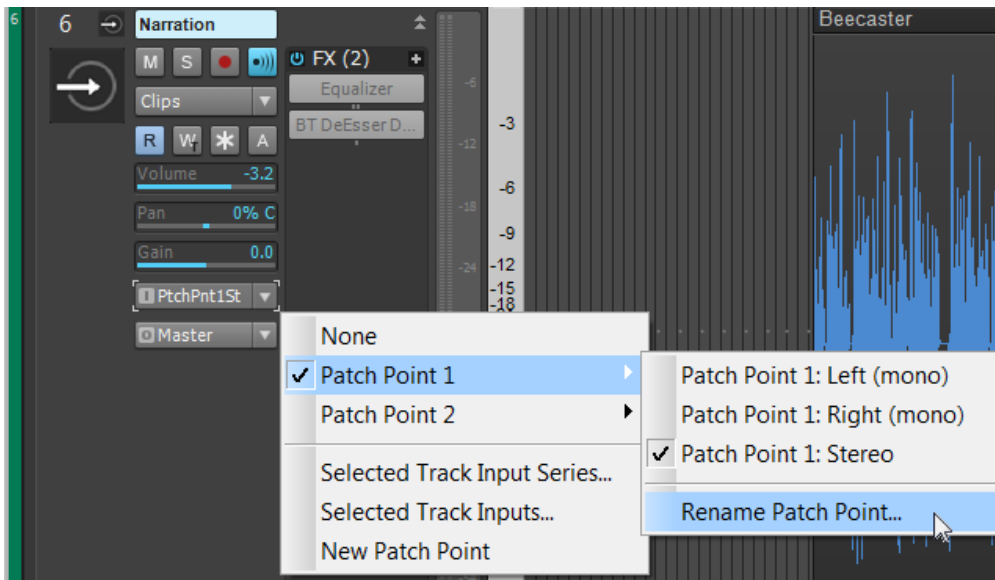 6
6 Narration
M S
FX (2) +
Clips
Equalizer
BT DeEsser D...
R W A
Volume -3.2
Pan 0% C
Gain 0.0
I PtchPnt1St
O Master
-6
-12
-18
-24
-3
-6
-9
-12
-15
-18
Beecaster
None
Patch Point 1
Patch Point 2
Selected Track Input Series...
Selected Track Inputs...
New Patch Point
Patch Point 1: Left (mono)
Patch Point 1: Right (mono)
Patch Point 1: Stereo
Rename Patch Point...